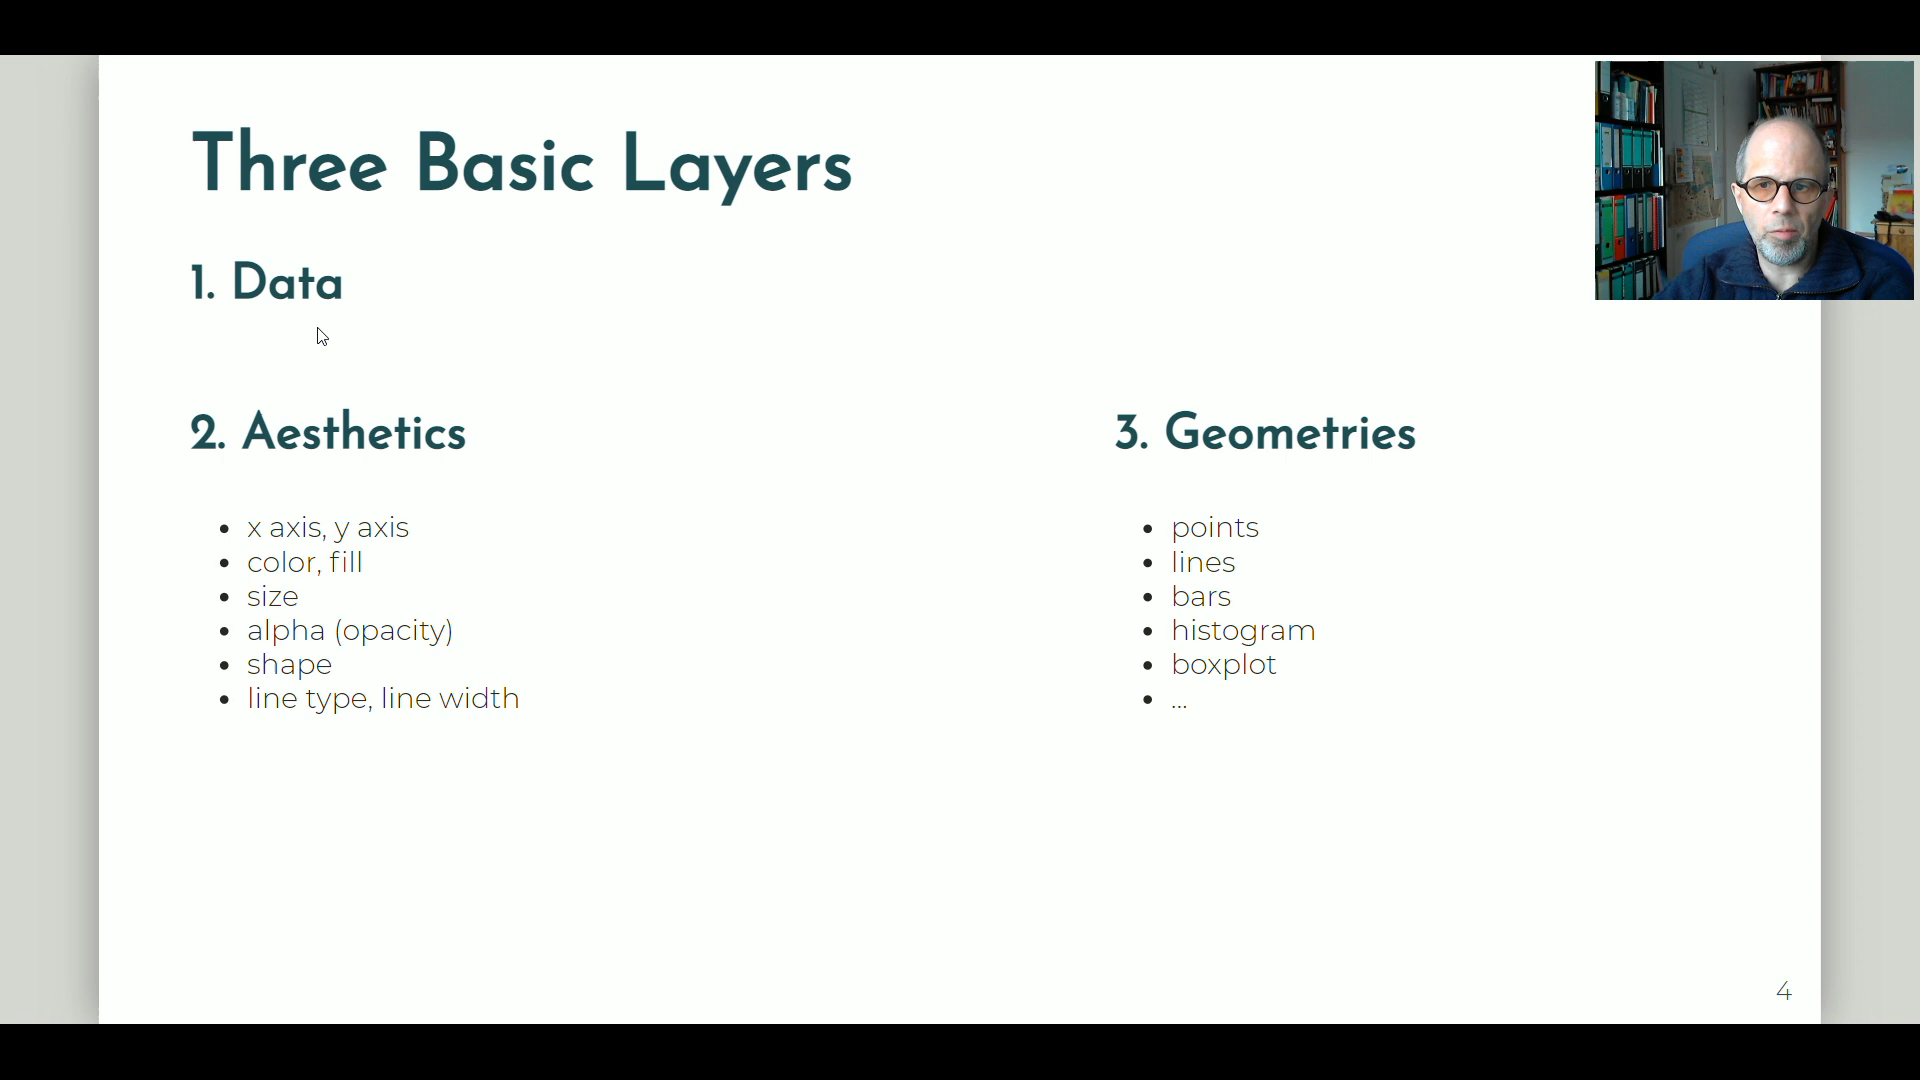 Three Basic Layers
1. Data
2. Aesthetics
x axis, y axis
color, fill
size
alpha (opacity)
shape
line type, line width
3. Geometries
points
lines
bars
histogram
boxplot
...
4